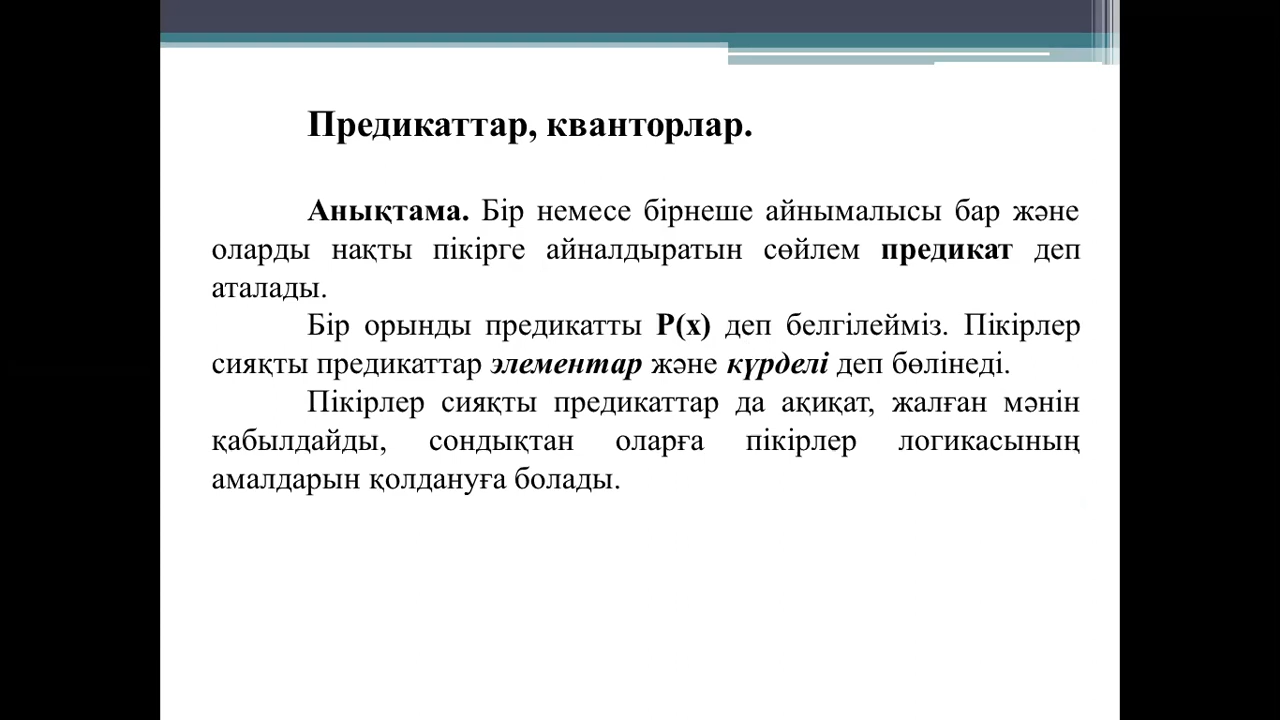 Предикаттар, кванторлар.
Анықтама. Бір немесе бірнеше айнымалысы бар және
оларды нақты пікірге айналдыратын сөйлем предикат деп
аталады.
Бір орынды предикатты P(x) деп белгілейміз. Пікірлер
сияқты предикаттар элементар және күрделі деп бөлінеді.
Пікірлер сияқты предикаттар да ақиқат, жалған мәнін
қабылдайды, сондықтан оларға пікірлер логикасының
амалдарын қолдануға болады.